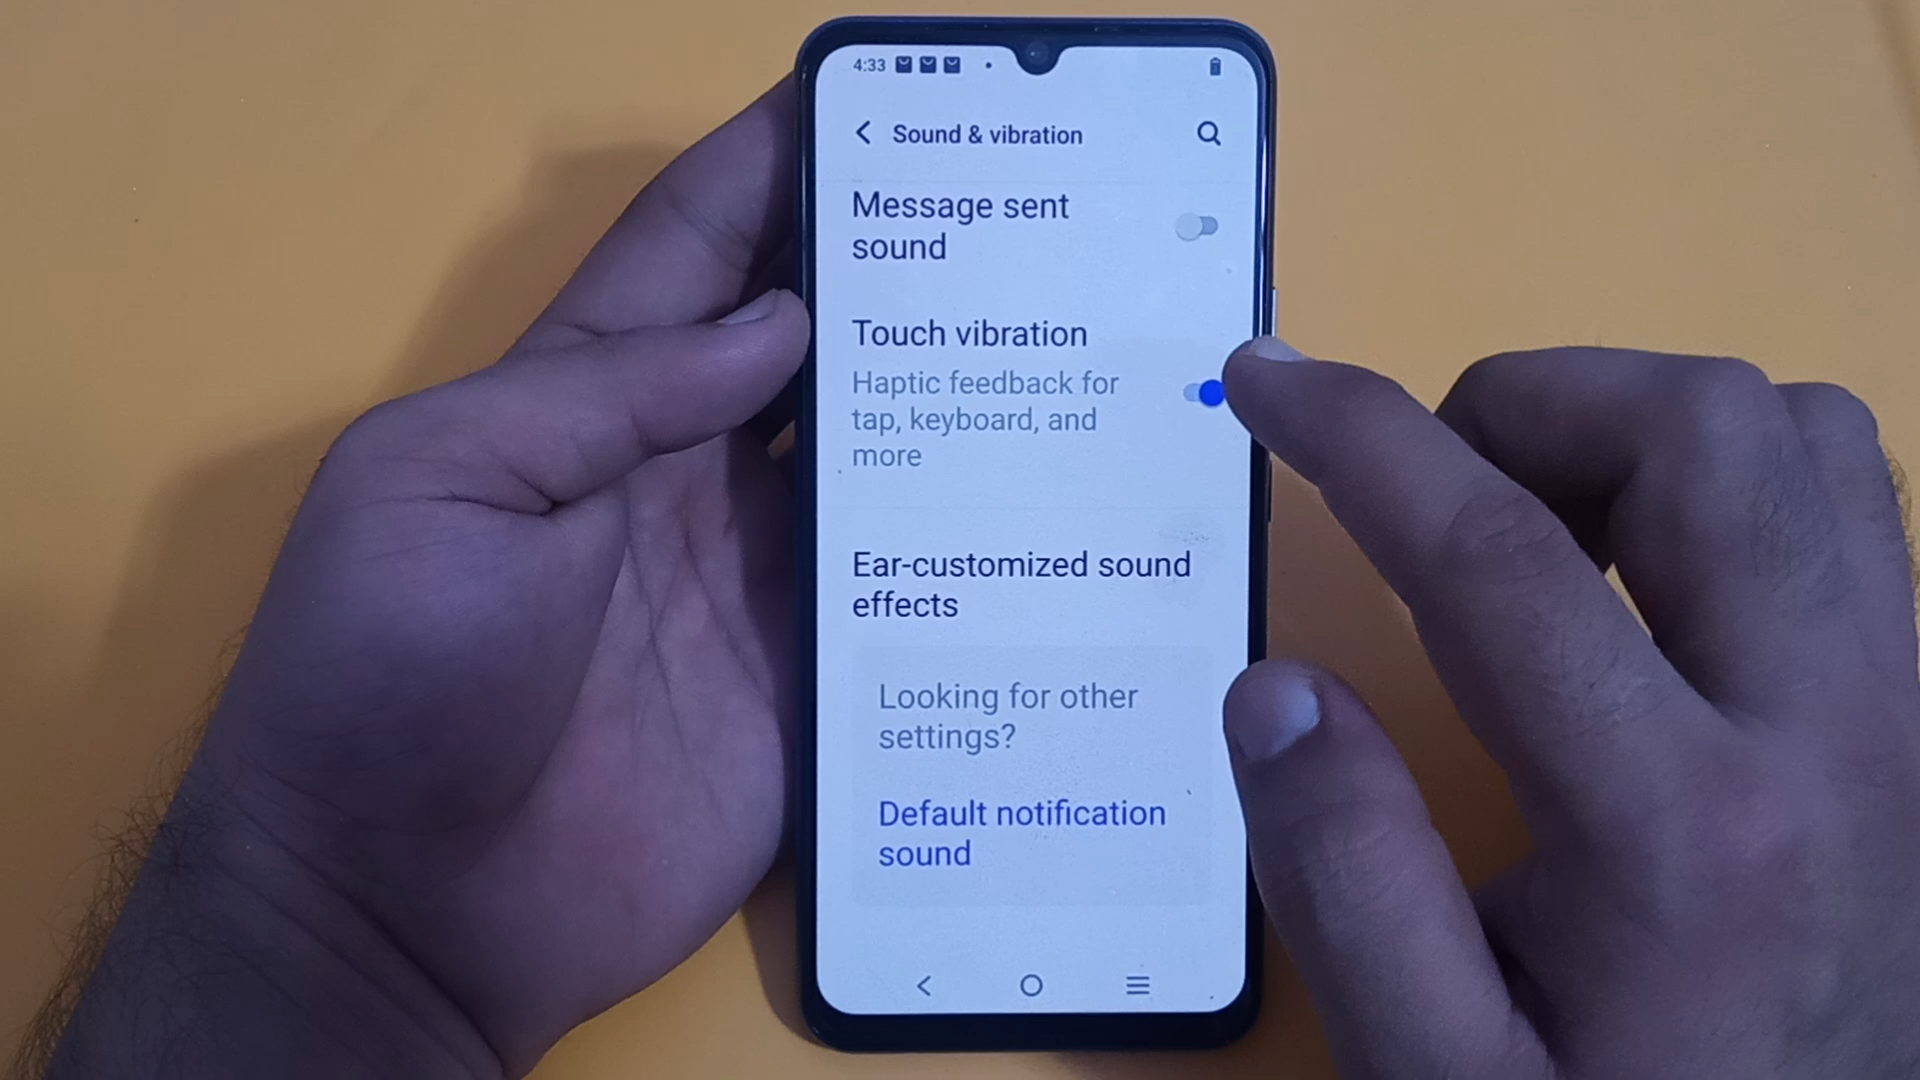 4:33
Sound & vibration
Message sent
sound
Touch vibration
Haptic feedback for
tap, keyboard, and
more
Ear-customized sound
effects
Looking for other
settings?
Default notification
sound